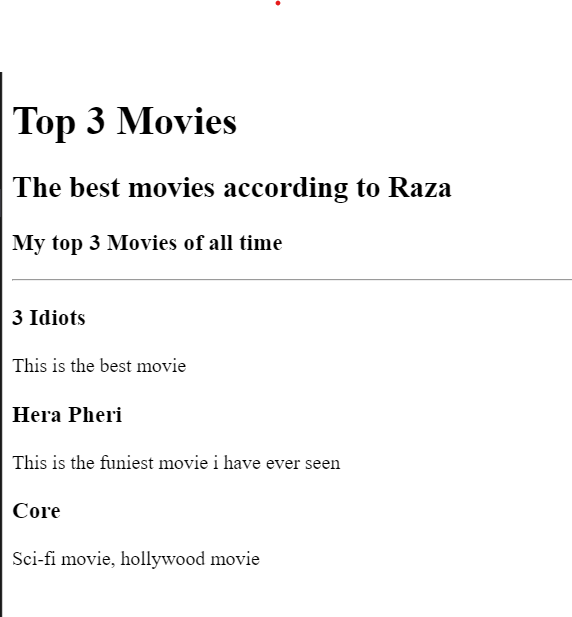 Top 3 Movies
The best movies according to Raza
My top 3 Movies of all time
3 Idiots
This is the best movie
Hera Pheri
This is the funiest movie i have ever seen
Core
Sci-fi movie, hollywood movie